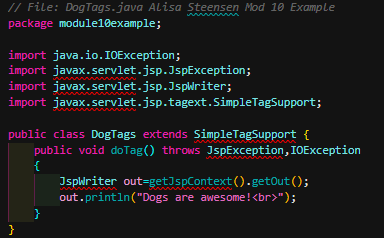 // File: DogTags.java Alisa Steensen Mod 10 Example
package module10example;
import java.io.IOException;
import javax.servlet.jsp.JspException;
import javax.servlet.jsp.JspWriter;
import javax.servlet.jsp.tagext.SimpleTagSupport;
public class DogTags extends SimpleTagSupport {
    public void doTag() throws JspException,IOException
    {
        JspWriter out=getJspContext().getOut();
        out.println("Dogs are awesome!<br>");
    }
}